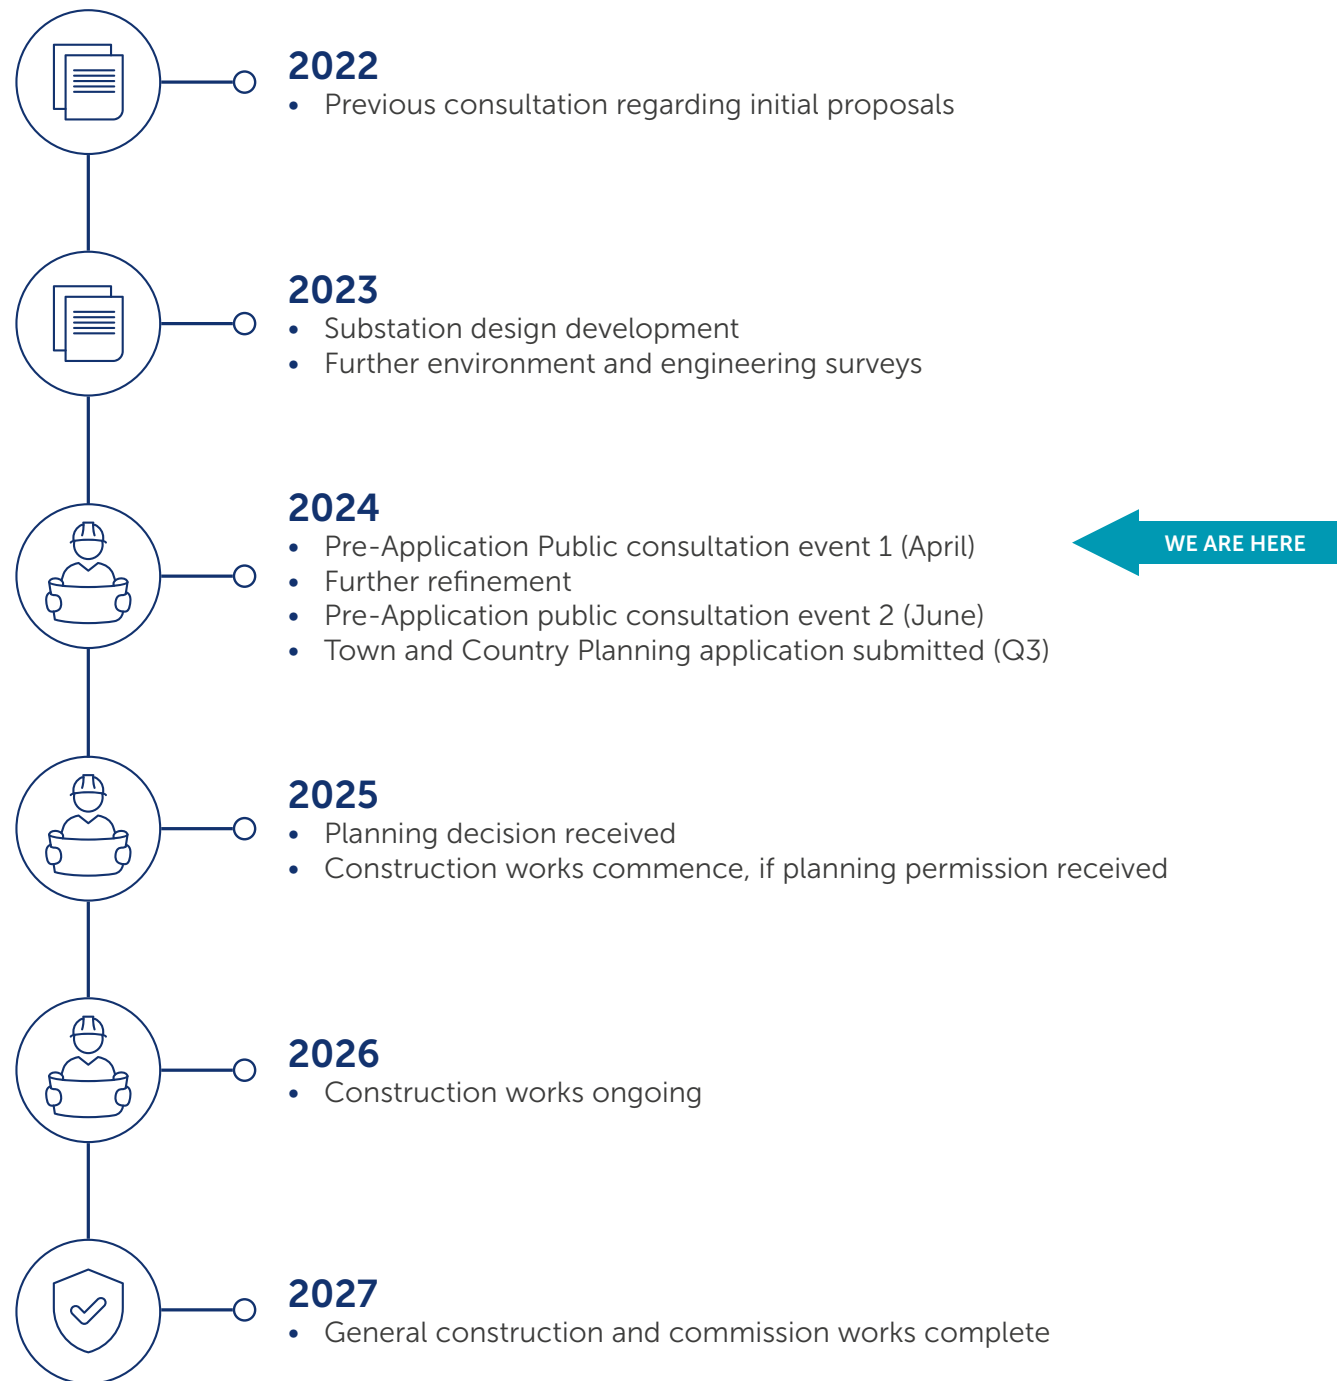 2022
• Previous consultation regarding initial proposals
2023
• Substation design development
• Further environment and engineering surveys
2024
• Pre-Application Public consultation event 1 (April)
WE ARE HERE
• Further refinement
• Pre-Application public consultation event 2 (June)
• Town and Country Planning application submitted (Q3)
2025
• Planning decision received
• Construction works commence, if planning permission received
2026
• Construction works ongoing
2027
• General construction and commission works complete